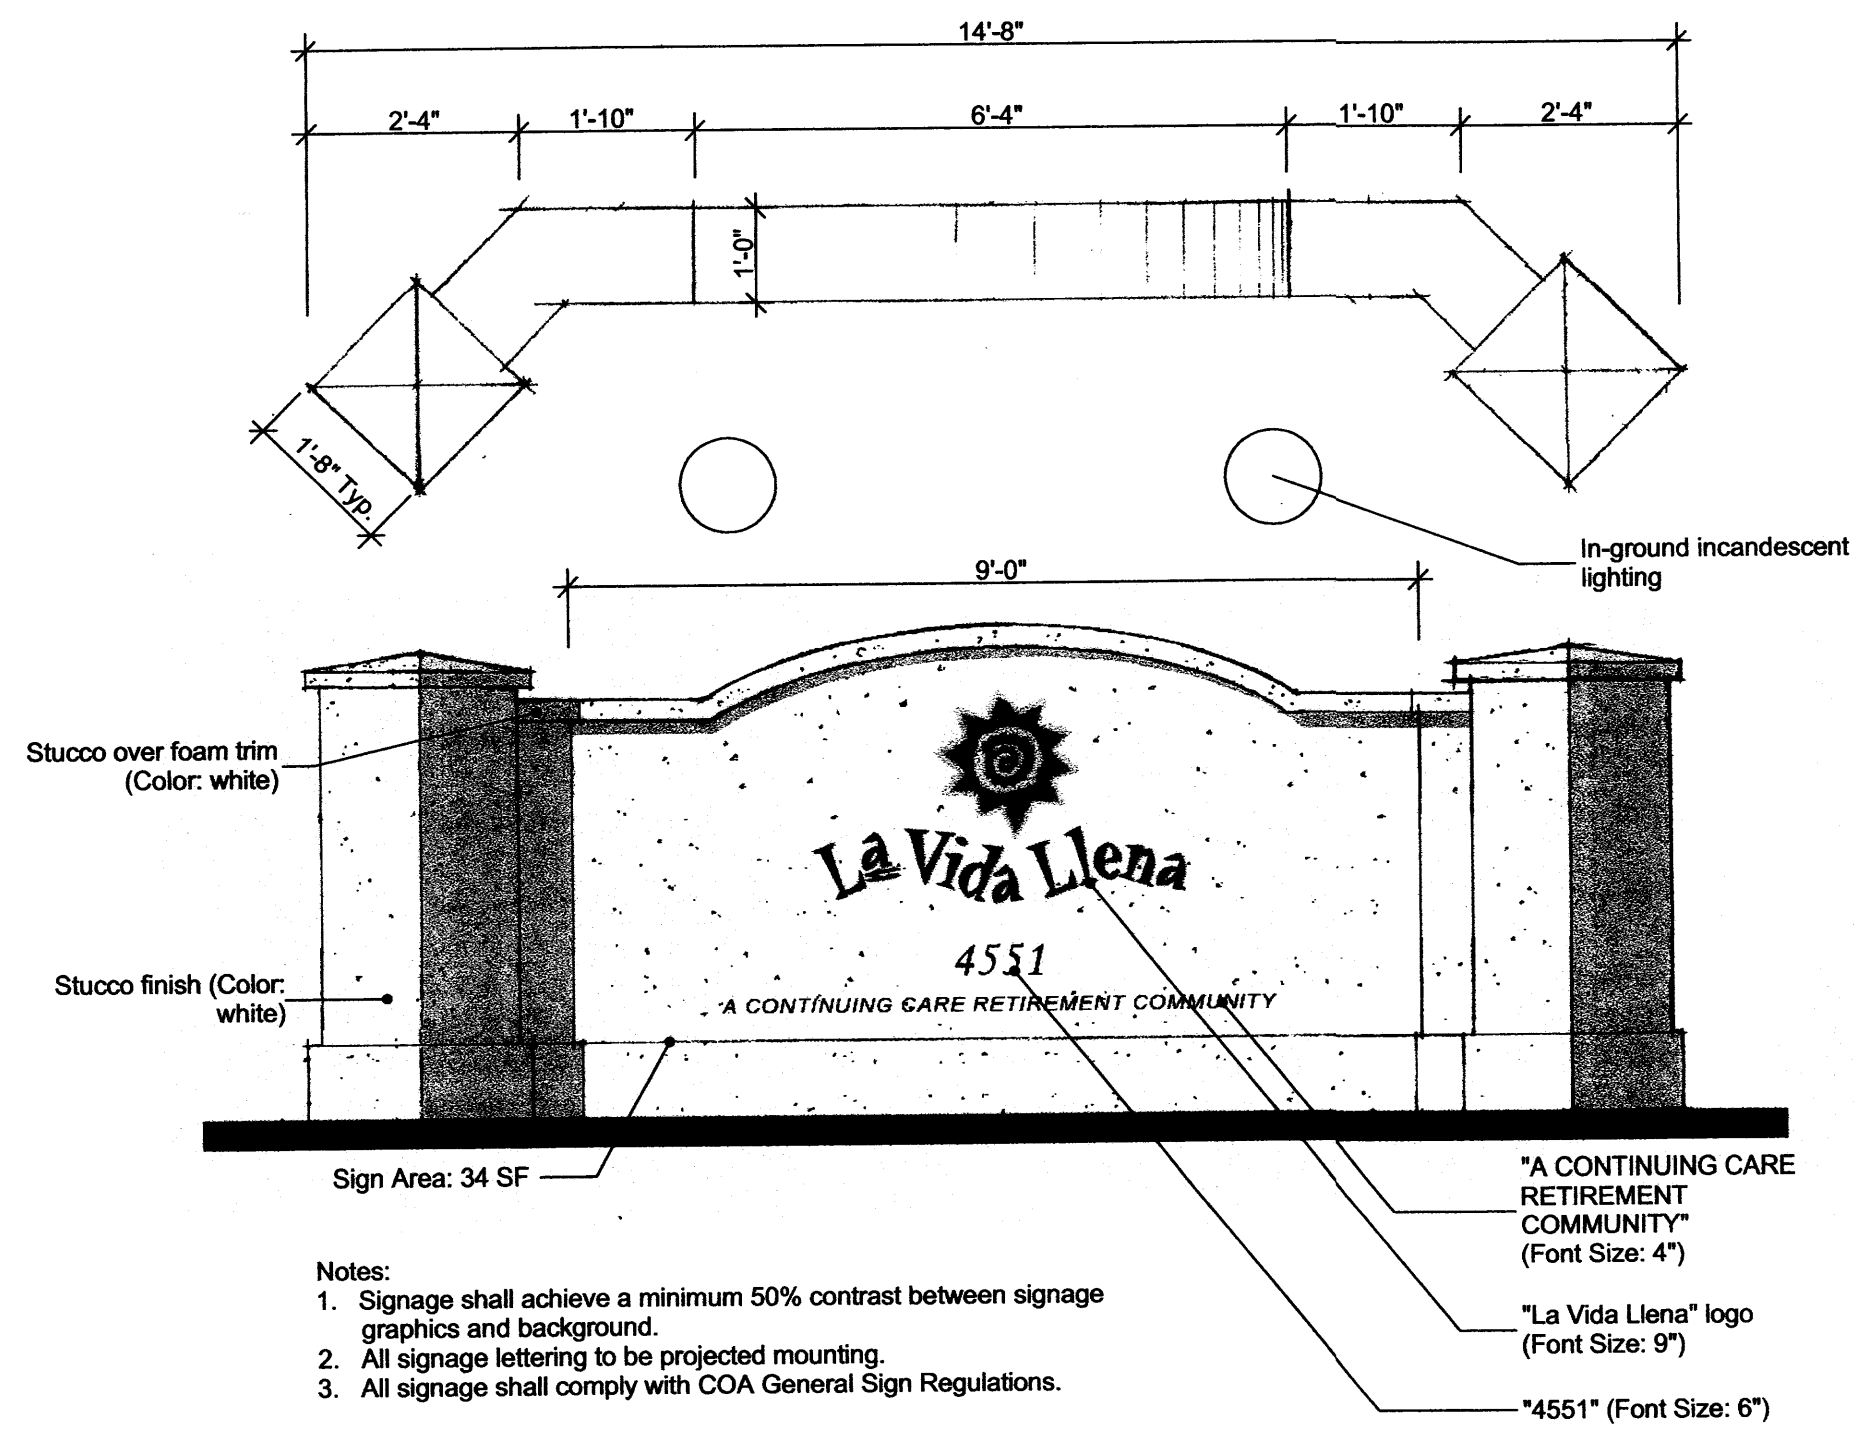 14'-8"
2'-4"
1'-10"
6'-4"
1'-10"
2'-4"
1'-0"
1'-8" Typ.
In-ground incandescent
lighting
9'-0"
Stucco over foam trim
(Color: white)
La Vida Llena
4551
Stucco finish (Color:
white)
A CONTINUING CARE RETIREMENT COMMUNITY
Sign Area: 34 SF
"A CONTINUING CARE
RETIREMENT
COMMUNITY"
(Font Size: 4")
"La Vida Llena" logo
(Font Size: 9")
"4551" (Font Size: 6")
Notes:
1. Signage shall achieve a minimum 50% contrast between signage
graphics and background.
2. All signage lettering to be projected mounting.
3. All signage shall comply with COA General Sign Regulations.